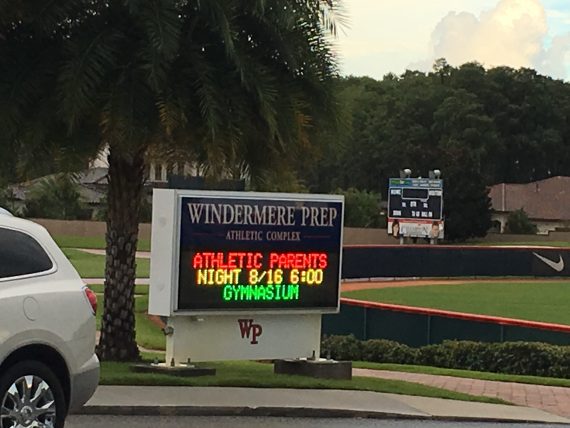 WINDERMERE PREP
ATHLETIC COMPLEX
ATHLETIC PARENTS
NIGHT 8/16 6:00
GYMNASIUM
WP